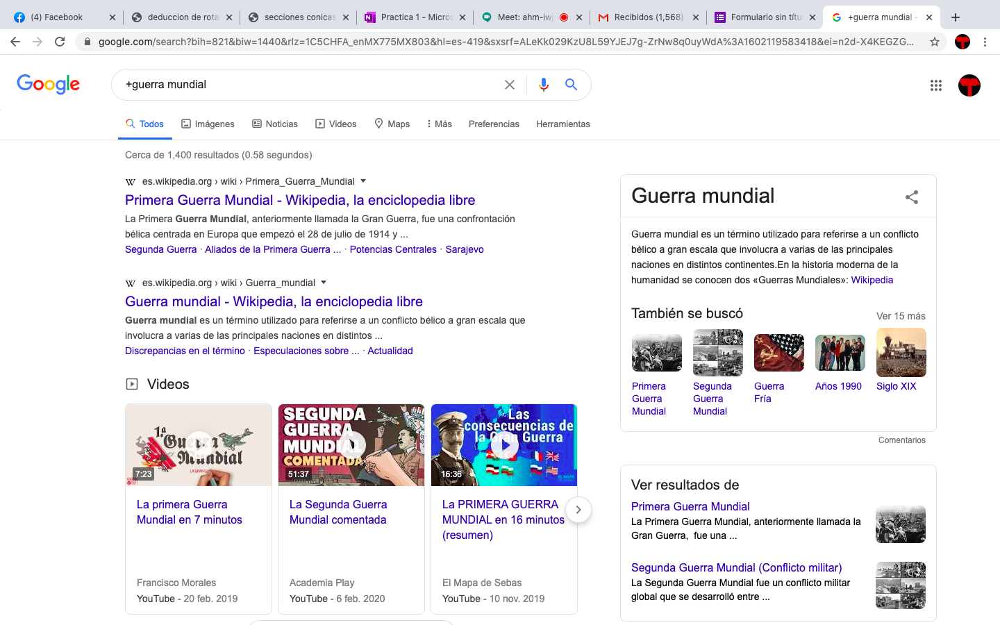 (4) Facebook
deduccion de rota
secciones conicas
Practica 1 - Micros
Meet: ahm-iwj
Recibidos (1,568)
Formulario sin títu
+guerra mundial -
google.com/search?bih=821&biw=1440&rlz=1C5CHFA_enMX775MX803&hl=es-419&sxsrf=ALeKk029KzU8L59YJEJ7g-ZrNw8q0uyWdA%3A1602119583418&ei=n2d-X4KEGZG...
Google
+guerra mundial
Todos
Imágenes
Noticias
Videos
Maps
Más
Preferencias
Herramientas
Cerca de 1,400 resultados (0.58 segundos)
W es.wikipedia.org › wiki › Primera_Guerra_Mundial
Primera Guerra Mundial - Wikipedia, la enciclopedia libre
La Primera Guerra Mundial, anteriormente llamada la Gran Guerra, fue una confrontación
bélica centrada en Europa que empezó el 28 de julio de 1914 y ...
Segunda Guerra · Aliados de la Primera Guerra ... · Potencias Centrales · Sarajevo
W es.wikipedia.org › wiki › Guerra_mundial
Guerra mundial - Wikipedia, la enciclopedia libre
Guerra mundial es un término utilizado para referirse a un conflicto bélico a gran escala que
involucra a varias de las principales naciones en distintos ...
Discrepancias en el término · Especulaciones sobre ... · Actualidad
Videos
1ª Guerra
Mundial
LA GRAN
7:23
La primera Guerra
Mundial en 7 minutos
Francisco Morales
YouTube - 20 feb. 2019
SEGUNDA
GUERRA
MUNDIAL
COMENTADA
51:37
La Segunda Guerra
Mundial comentada
Academia Play
YouTube - 6 feb. 2020
Las
consecuencias de
la Gran Guerra
16:36
EL MAPA
DE SEBAS
La PRIMERA GUERRA
MUNDIAL en 16 minutos
(resumen)
El Mapa de Sebas
YouTube - 10 nov. 2019
Guerra mundial
Guerra mundial es un término utilizado para referirse a un conflicto
bélico a gran escala que involucra a varias de las principales
naciones en distintos continentes.En la historia moderna de la
humanidad se conocen dos «Guerras Mundiales»: Wikipedia
También se buscó
Ver 15 más
Primera
Guerra
Mundial
Segunda
Guerra
Mundial
Guerra
Fría
Años 1990
Siglo XIX
Comentarios
Ver resultados de
Primera Guerra Mundial
La Primera Guerra Mundial, anteriormente llamada la
Gran Guerra, fue una ...
Segunda Guerra Mundial (Conflicto militar)
La Segunda Guerra Mundial fue un conflicto militar
global que se desarrolló entre ...